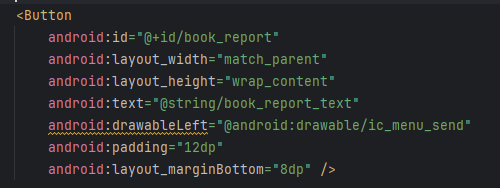 <Button
android:id="@+id/book_report"
android:layout_width="match_parent"
android:layout_height="wrap_content"
android:text="@string/book_report_text"
android:drawableLeft="@android:drawable/ic_menu_send"
android:padding="12dp"
android:layout_marginBottom="8dp" />